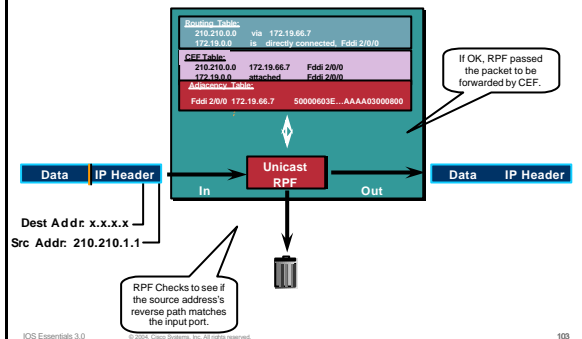 Routing Table:
210.210.0.0 via 172.19.66.7
172.19.0.0 is directly connected, Fddi 2/0/0
CEF Table:
210.210.0.0 172.19.66.7 Fddi 2/0/0
172.19.0.0 attached Fddi 2/0/0
Adjacency Table:
Fddi 2/0/0 172.19.66.7 50000603E...AAAA03000800
If OK, RPF passed
the packet to be
forwarded by CEF.
Data IP Header
In
Unicast
RPF
Out
Data IP Header
Dest Addr: x.x.x.x
Src Addr: 210.210.1.1
RPF Checks to see if
the source address's
reverse path matches
the input port.
IOS Essentials 3.0 © 2004, Cisco Systems, Inc. All rights reserved. 103